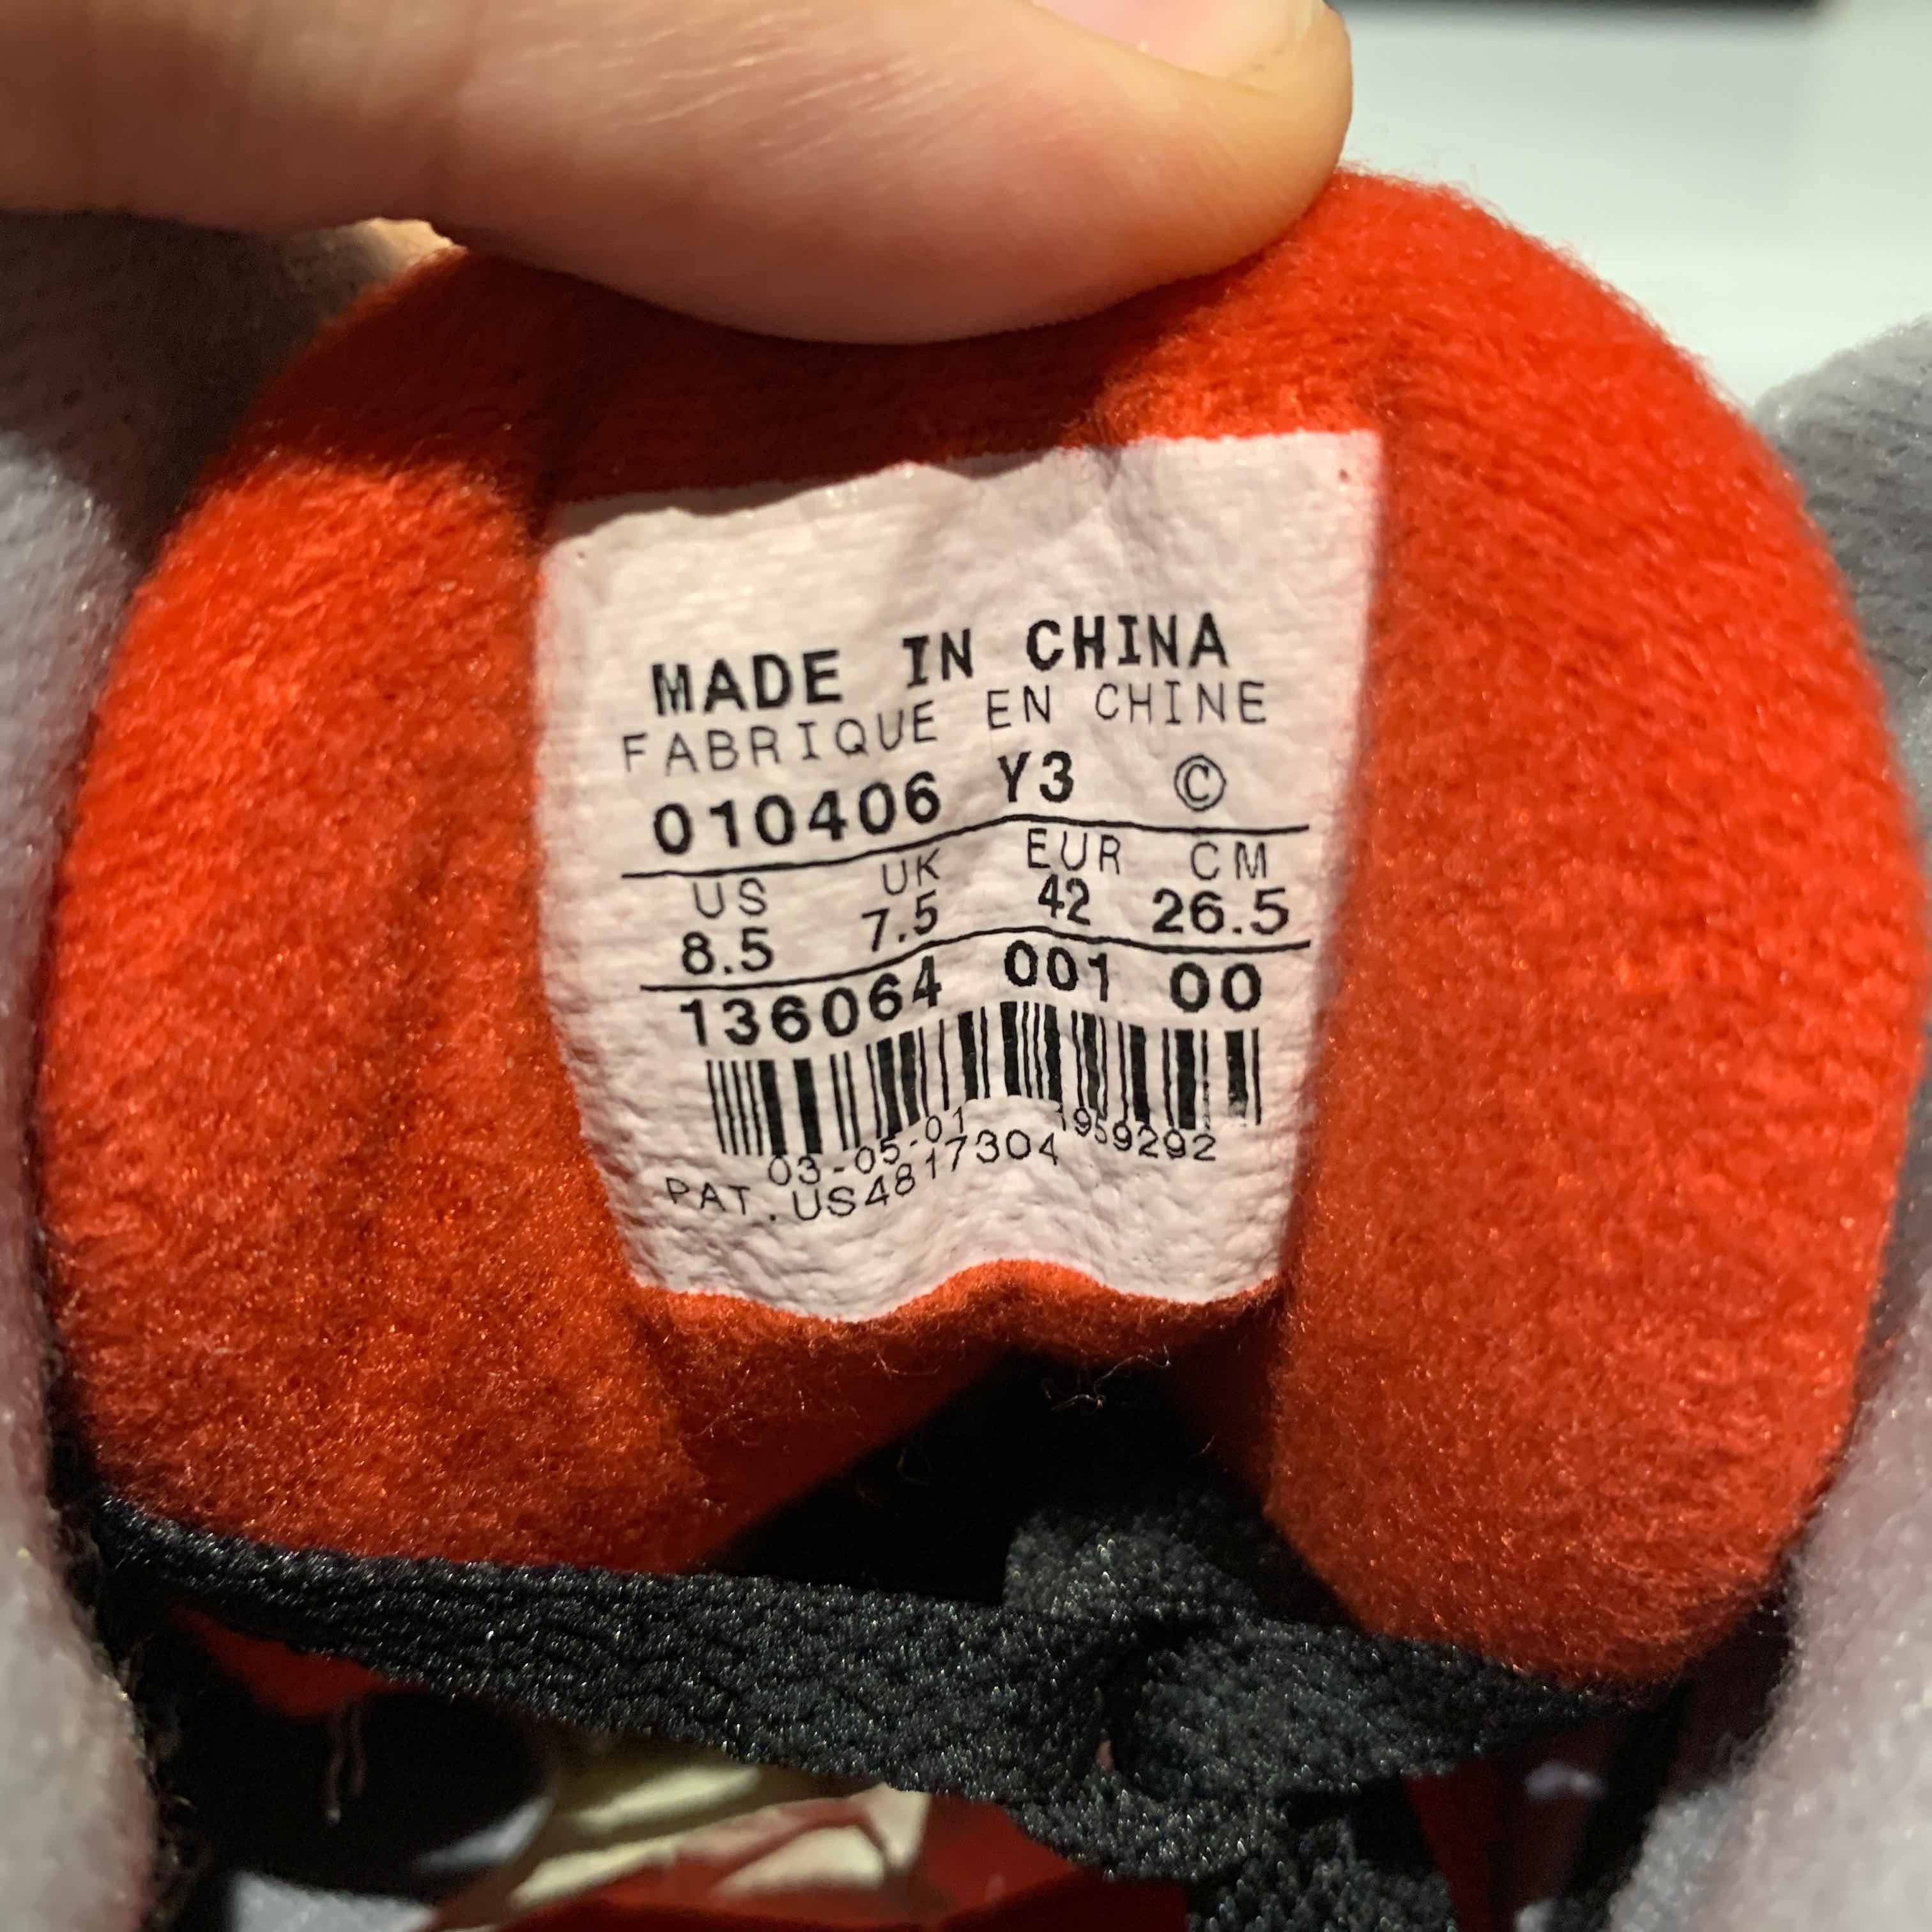 MADE IN CHINA
FABRIQUE EN CHINE
010406 Y3 ©
US UK EUR CM
8.5 7.5 42 26.5
136064 001 00
03-05-01 1959292
PAT.US4817304